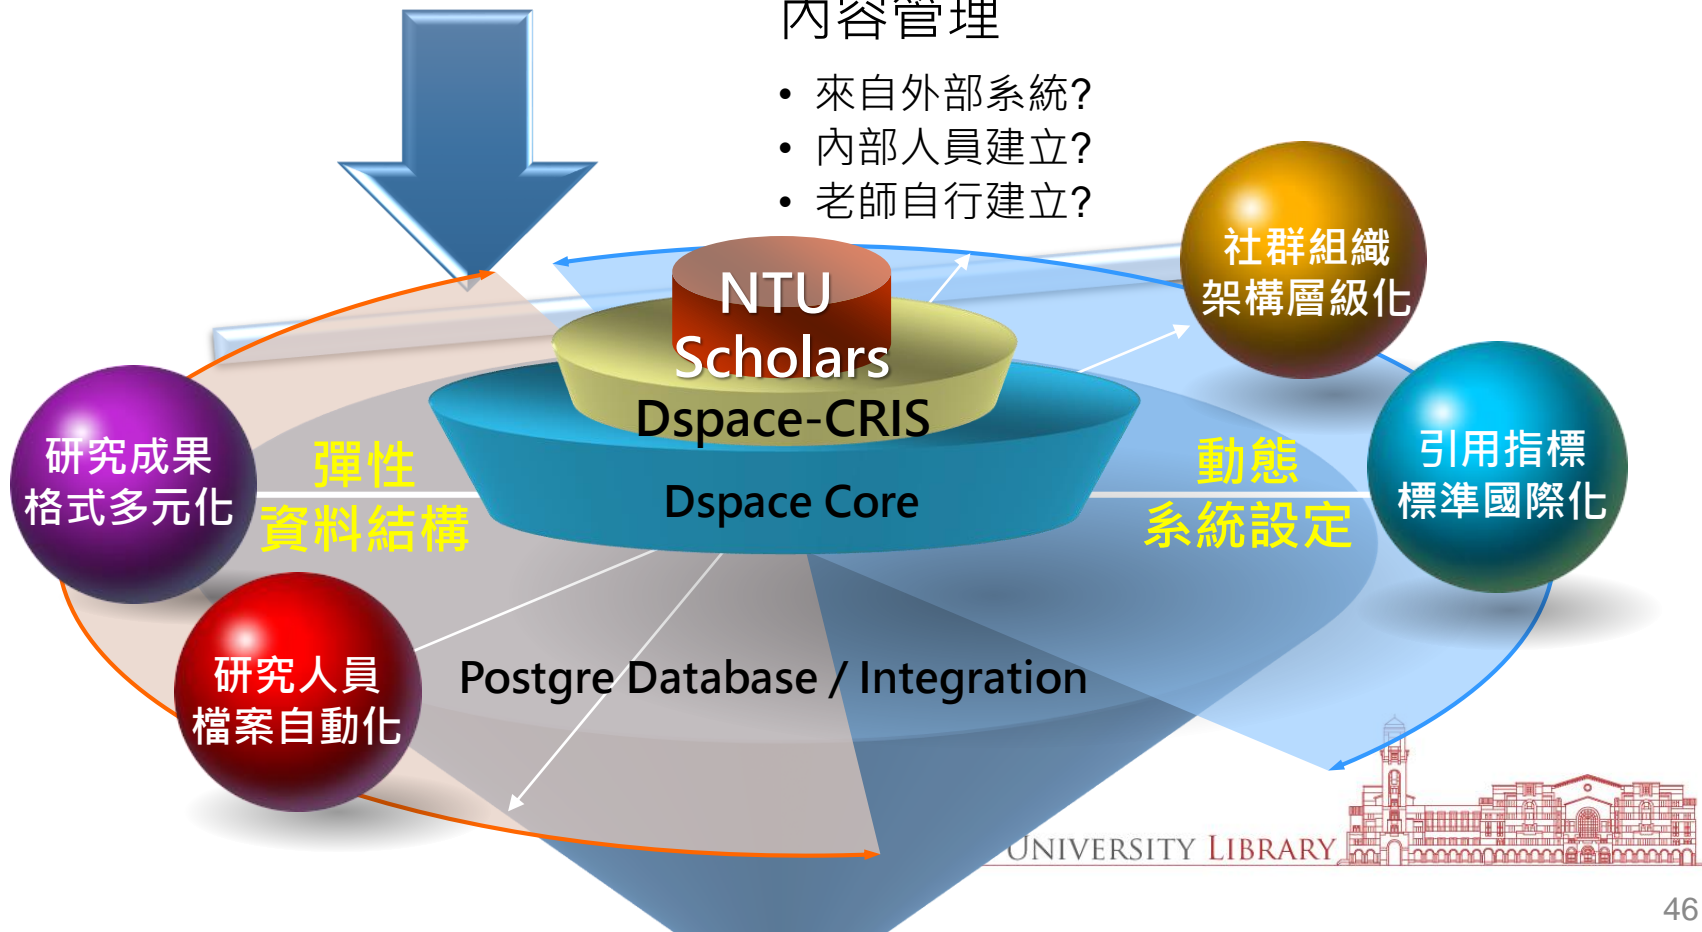 內容管理
• 來自外部系統?
• 內部人員建立?
• 老師自行建立?
社群組織
架構層級化
NTU
Scholars
Dspace-CRIS
Dspace Core
研究成果
格式多元化
彈性
資料結構
動態
系統設定
引用指標
標準國際化
研究人員
檔案自動化
Postgre Database / Integration
UNIVERSITY LIBRARY
46